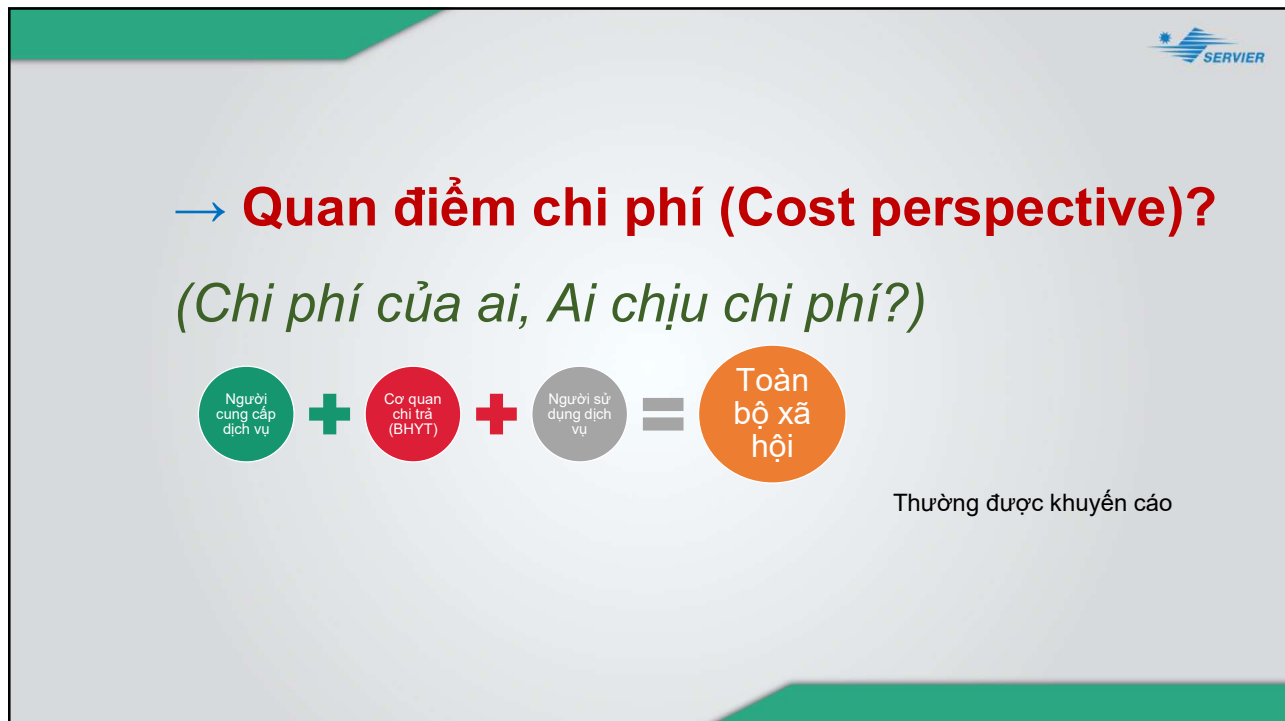 SERVIER
→ Quan điểm chi phí (Cost perspective)?
(Chi phí của ai, Ai chịu chi phí?)
Người
cung cấp
dịch vụ
+
Cơ quan
chi trả
(BHYT)
+
Người sử
dụng dịch
vụ
=
Toàn
bộ xã
hội
Thường được khuyến cáo